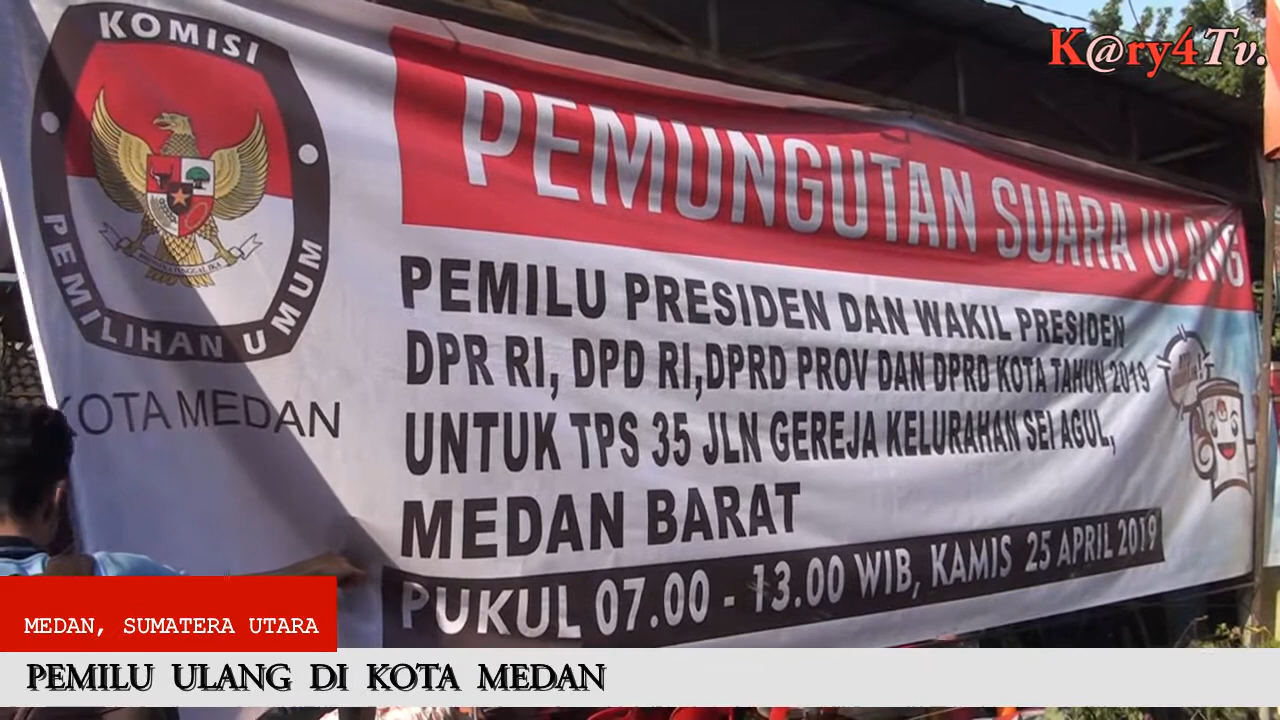 K@ry4Tv.
KOMISI
PEMILIHAN UMUM
KOTA MEDAN
PEMUNGUTAN SUARA ULANG
PEMILU PRESIDEN DAN WAKIL PRESIDEN
DPR RI, DPD RI,DPRD PROV DAN DPRD KOTA TAHUN 2019
UNTUK TPS 35 JLN GEREJA KELURAHAN SEI AGUL,
MEDAN BARAT
PUKUL 07.00 - 13.00 WIB, KAMIS 25 APRIL 2019
MEDAN, SUMATERA UTARA
PEMILU ULANG DI KOTA MEDAN